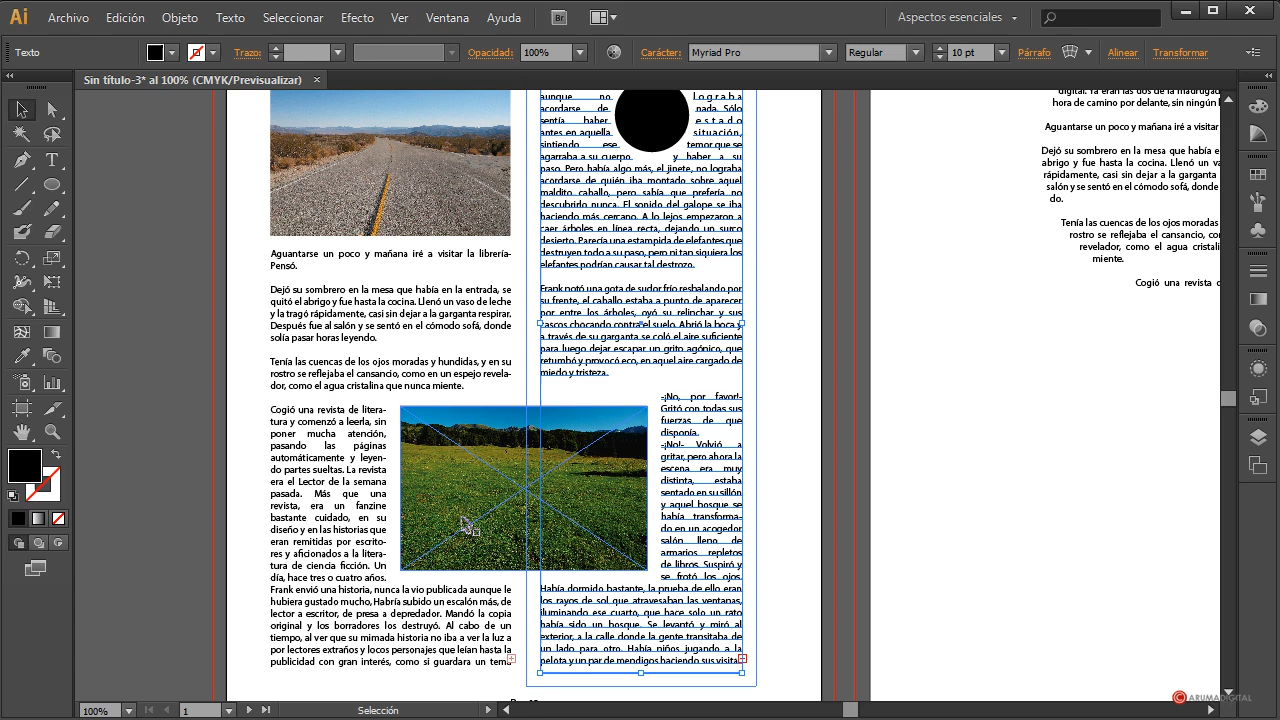 Ai Archivo Edición Objeto Texto Seleccionar Efecto Ver Ventana Ayuda Br Aspectos esenciales
Texto Trazo: Opacidad: 100% Carácter: Myriad Pro Regular 10 pt Párrafo Alinear Transformar
Sin título-3* al 100% (CMYK/Previsualizar) ×
Aguantarse un poco y mañana iré a visitar la librería-
Pensó.
Dejó su sombrero en la mesa que había en la entrada, se
quitó el abrigo y fue hasta la cocina. Llenó un vaso de leche
y la tragó rápidamente, casi sin dejar a la garganta respirar.
Después fue al salón y se sentó en el cómodo sofá, donde
solía pasar horas leyendo.
Tenía las cuencas de los ojos moradas y hundidas, y en su
rostro se reflejaba el cansancio, como en un espejo revela-
dor, como el agua cristalina que nunca miente.
Cogió una revista de litera-
tura y comenzó a leerla, sin
poner mucha atención,
pasando las páginas
automáticamente y leyen-
do partes sueltas. La revista
era el Lector de la semana
pasada. Más que una
revista, era un fanzine
bastante cuidado, en su
diseño y en las historias que
eran remitidas por escrito-
res y aficionados a la litera-
tura de ciencia ficción. Un
día, hace tres o cuatro años.
Frank envió una historia, nunca la vio publicada aunque le
hubiera gustado mucho, Habría subido un escalón más, de
lector a escritor, de presa a depredador. Mandó la copia
original y los borradores los destruyó. Al cabo de un
tiempo, al ver que su mimada historia no iba a ver la luz a
por lectores extraños y locos personajes que leían hasta la
publicidad con gran interés, como si guardara un tema
aunque no Lograba
acordarse de nada. Sólo
sentía haber estado
antes en aquella situación,
sintiendo ese temor que se
agarraba a su cuerpo y haber a su
paso. Pero había algo más, el jinete, no lograba
acordarse de quién iba montado sobre aquel
maldito caballo, pero sabía que prefería no
descubrirlo nunca. El sonido del galope se iba
haciendo más cercano. A lo lejos empezaron a
caer árboles en línea recta, dejando un surco
desierto. Parecía una estampida de elefantes que
destruyen todo a su paso, pero ni tan siquiera los
elefantes podrían causar tal destrozo.
Frank notó una gota de sudor frío resbalando por
su frente, el caballo estaba a punto de aparecer
por entre los árboles, oyó su relinchar y sus
cascos chocando contra el suelo. Abrió la boca y
a través de su garganta se coló el aire suficiente
para luego dejar escapar un grito agónico, que
retumbó y provocó eco, en aquel aire cargado de
miedo y tristeza.
-¡No, por favor!-
Gritó con todas sus
fuerzas de que
disponía.
-¡No!- Volvió a
gritar, pero ahora la
escena era muy
distinta, estaba
sentado en su sillón
y aquel bosque se
había transforma-
do en un acogedor
salón lleno de
armarios repletos
de libros. Suspiró y
se frotó los ojos.
Había dormido bastante, la prueba de ello eran
los rayos de sol que atravesaban las ventanas,
iluminando ese cuarto, que hace solo un rato
había sido un bosque. Se levantó y miró al
exterior, a la calle donde la gente transitaba de
un lado para otro. Había niños jugando a la
pelota y un par de mendigos haciendo sus visita
digital. Ya eran las dos de la madrugad
hora de camino por delante, sin ningún
Aguantarse un poco y mañana iré a visitar
Dejó su sombrero en la mesa que había en
abrigo y fue hasta la cocina. Llenó un va
rápidamente, casi sin dejar a la garganta
salón y se sentó en el cómodo sofá, donde
do.
Tenía las cuencas de los ojos moradas
rostro se reflejaba el cansancio, co
revelador, como el agua cristali
miente.
Cogió una revista
100% 1 Selección
ARUMADIGITAL